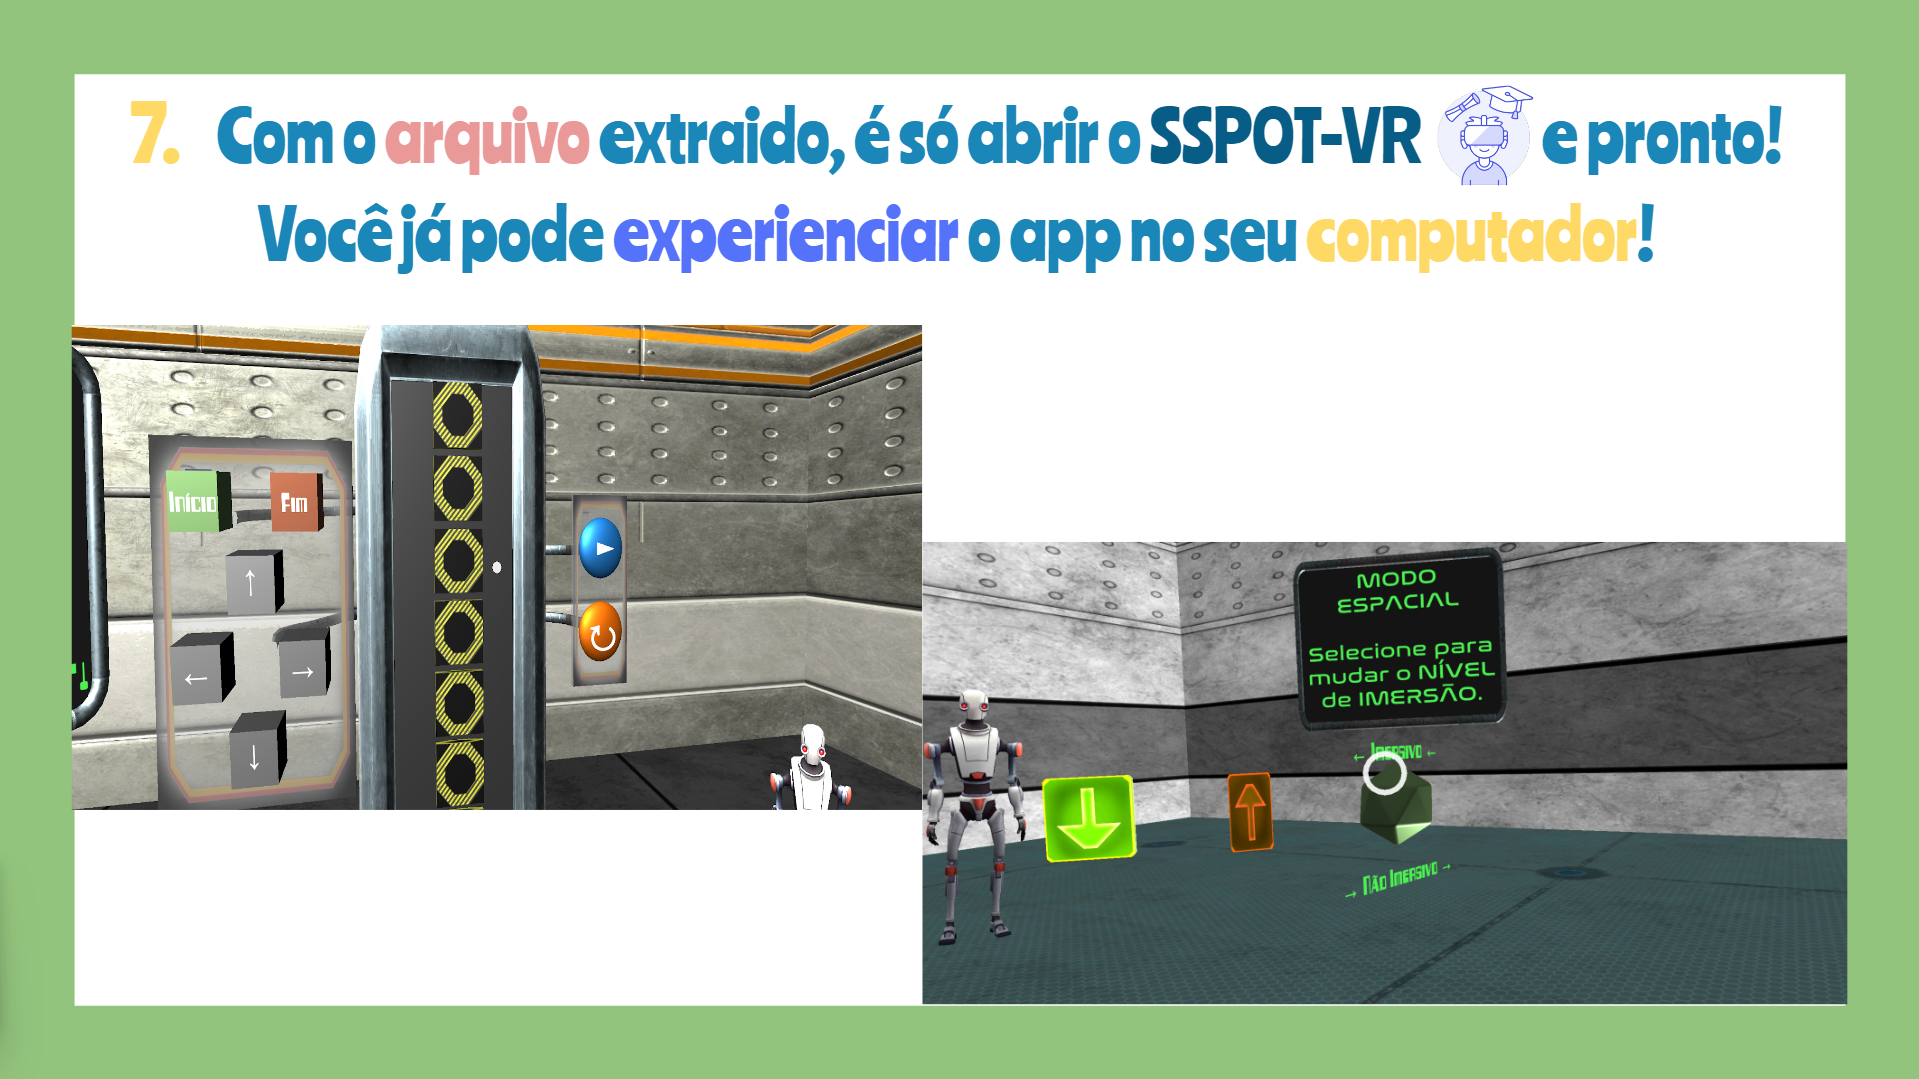 7. Com o arquivo extraido, é só abrir o SSPOT-VR e pronto!
Você já pode experienciar o app no seu computador!
Início
Fim
↑
← →
↓
MODO
ESPACIAL
Selecione para
mudar o NÍVEL
de IMERSÃO.
← Imersivo ←
→ Não Imersivo →